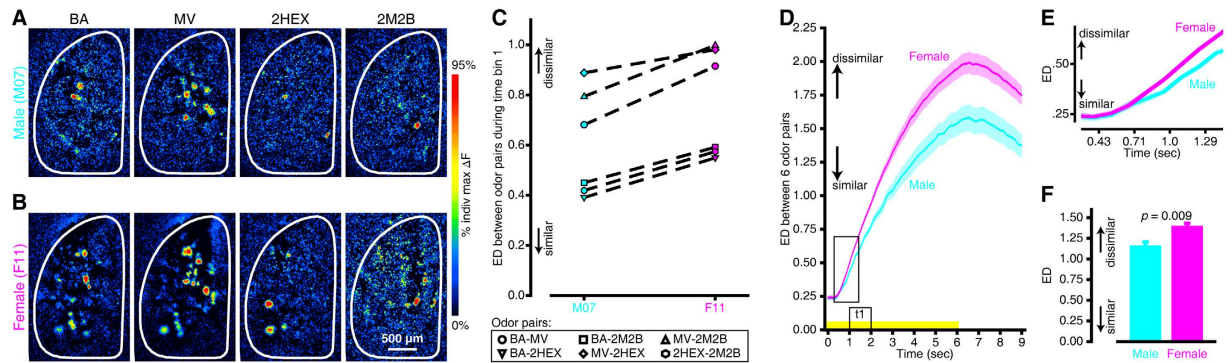 A
BA MV 2HEX 2M2B
Male (M07)
B
Female (F11)
500 µm
95%
% indiv max ΔF
0%
C
ED between odor pairs during time bin 1
1.0
0.8
0.6
0.4
0.2
0.0
dissimilar
similar
M07 F11
Odor pairs:
BA-MV BA-2M2B MV-2M2B
BA-2HEX MV-2HEX 2HEX-2M2B
D
ED between 6 odor pairs
2.25
2.00
1.75
1.50
1.25
1.00
0.75
0.50
0.25
0.00
dissimilar
similar
Female
Male
t1
0 1 2 3 4 5 6 7 8 9
Time (sec)
E
ED
.50
.25
dissimilar
similar
Female
Male
0.43 0.71 1.0 1.29
Time (sec)
F
ED
1.50
1.25
1.00
0.75
0.50
0.25
0.00
dissimilar
similar
p = 0.009
Male Female